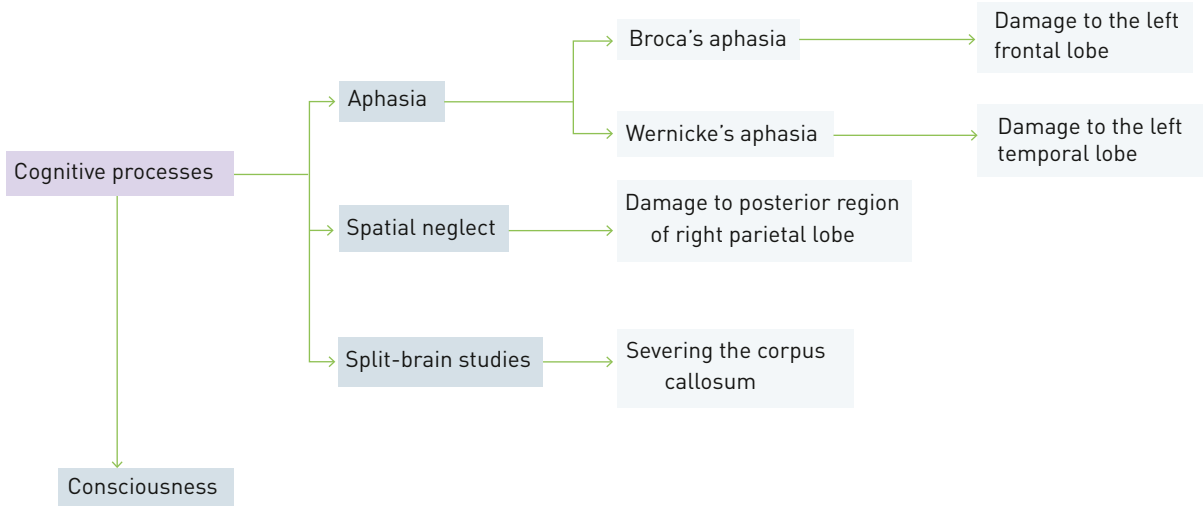 Cognitive processes
Aphasia
Broca's aphasia
Damage to the left
frontal lobe
Wernicke's aphasia
Damage to the left
temporal lobe
Spatial neglect
Damage to posterior region
of right parietal lobe
Split-brain studies
Severing the corpus
callosum
Consciousness